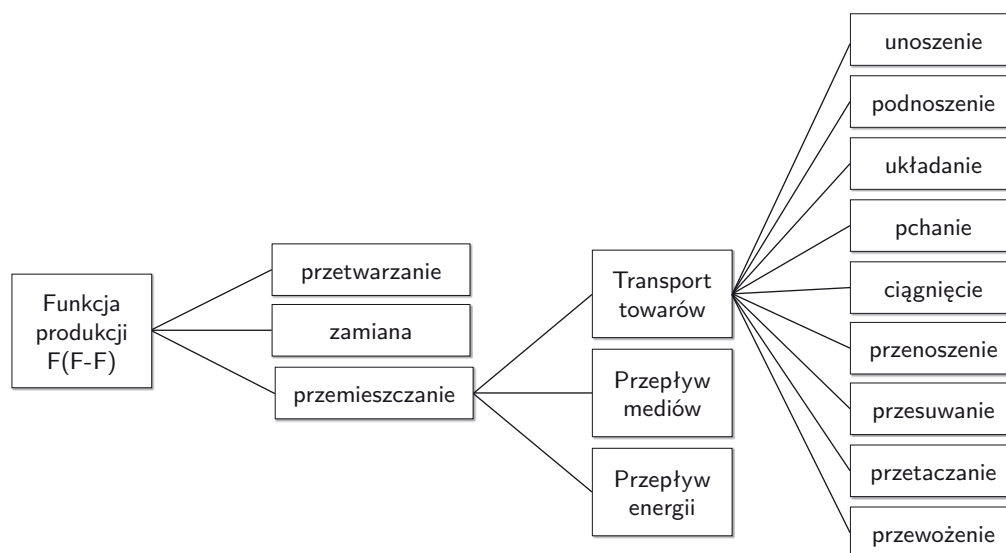 Funkcja
produkcji
F(F-F)
przetwarzanie
zamiana
przemieszczanie
Transport
towarów
Przepływ
mediów
Przepływ
energii
unoszenie
podnoszenie
układanie
pchanie
ciągnięcie
przenoszenie
przesuwanie
przetaczanie
przewożenie